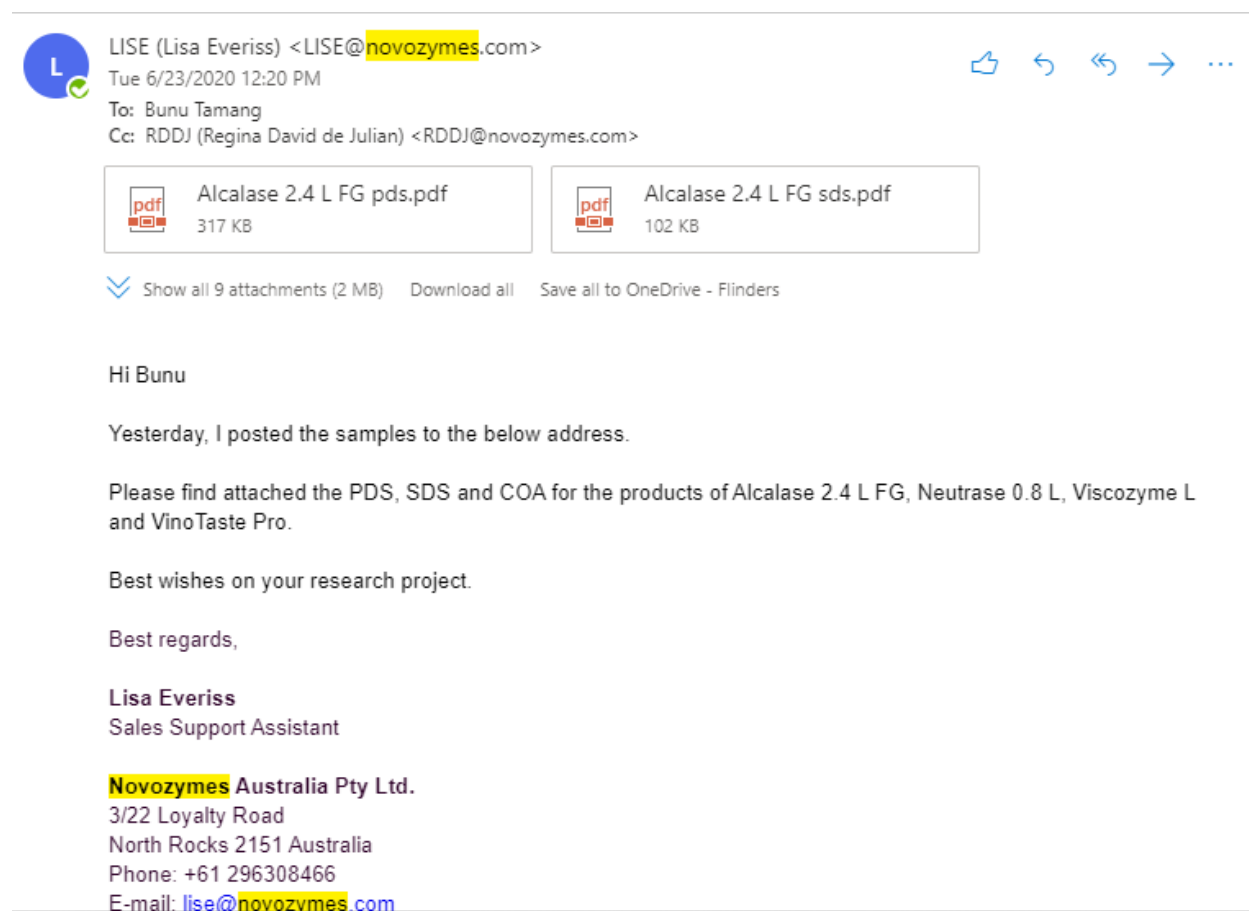 L
LISE (Lisa Everiss) <LISE@novozymes.com>
Tue 6/23/2020 12:20 PM
To: Bunu Tamang
Cc: RDDJ (Regina David de Julian) <RDDJ@novozymes.com>
pdf
Alcalase 2.4 L FG pds.pdf
317 KB
pdf
Alcalase 2.4 L FG sds.pdf
102 KB
Show all 9 attachments (2 MB) Download all Save all to OneDrive - Flinders
Hi Bunu
Yesterday, I posted the samples to the below address.
Please find attached the PDS, SDS and COA for the products of Alcalase 2.4 L FG, Neutrase 0.8 L, Viscozyme L
and VinoTaste Pro.
Best wishes on your research project.
Best regards,
Lisa Everiss
Sales Support Assistant
Novozymes Australia Pty Ltd.
3/22 Loyalty Road
North Rocks 2151 Australia
Phone: +61 296308466
E-mail: lise@novozymes.com